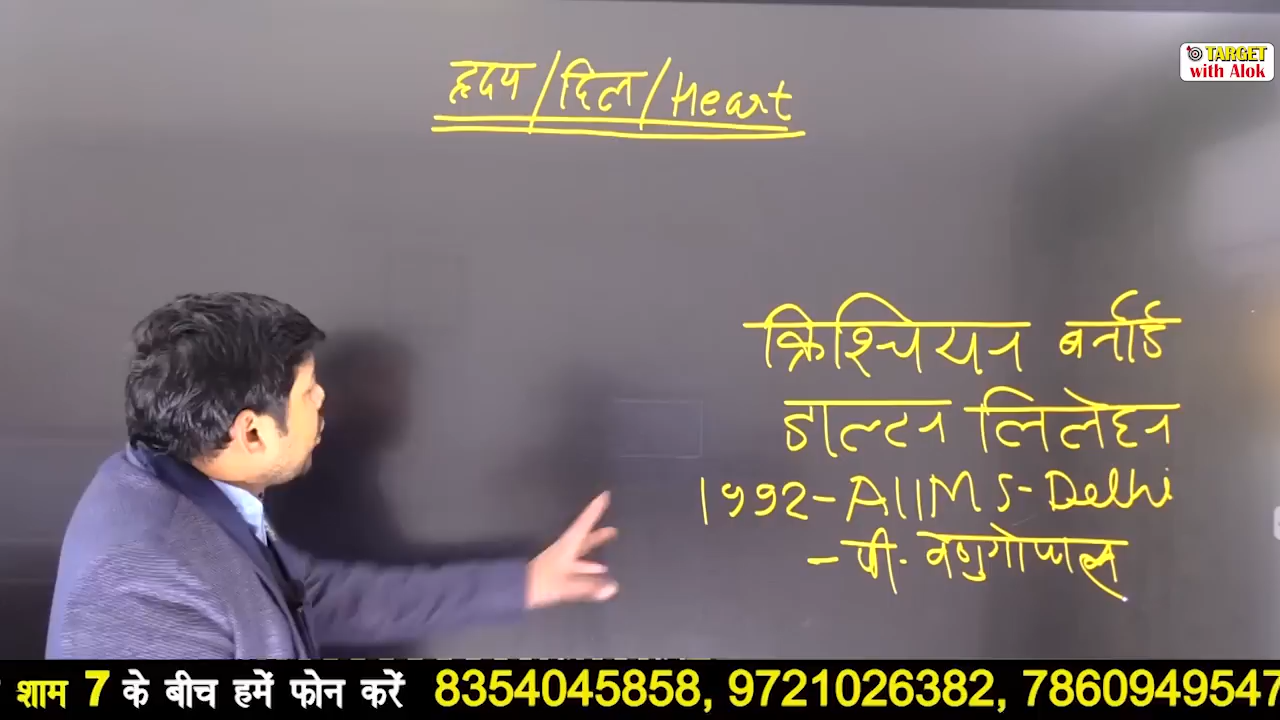 TARGET
with Alok
हृदय/दिल/Heart
क्रिश्चियन बर्नार्ड
डाल्टन लिलेहन
1992-AIIMS-Delhi
-पी. वेणुगोपाल
शाम 7 के बीच हमें फोन करें 8354045858, 9721026382, 7860949547